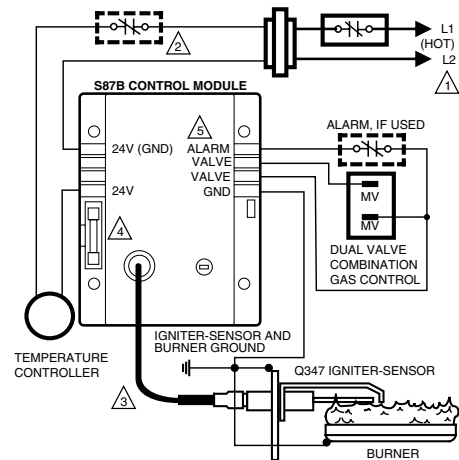 L1
(HOT)
L2
2
1
S87B CONTROL MODULE
5
24V (GND)
ALARM
VALVE
VALVE
24V
GND
ALARM, IF USED
MV
MV
4
DUAL VALVE
COMBINATION
GAS CONTROL
IGNITER-SENSOR AND
BURNER GROUND
TEMPERATURE
CONTROLLER
Q347 IGNITER-SENSOR
3
BURNER